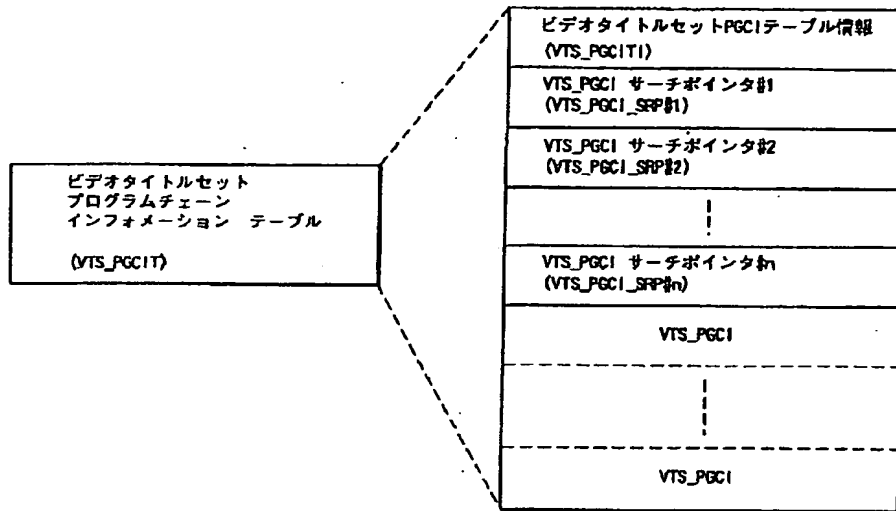 ビデオタイトルセット
プログラムチェーン
インフォメーション テーブル
(VTS_PGCIT)
ビデオタイトルセットPGCIテーブル情報
(VTS_PGCITI)
VTS_PGCI サーチポインタ#1
(VTS_PGCI_SRP#1)
VTS_PGCI サーチポインタ#2
(VTS_PGCI_SRP#2)
VTS_PGCI サーチポインタ#n
(VTS_PGCI_SRP#n)
VTS_PGCI
VTS_PGCI